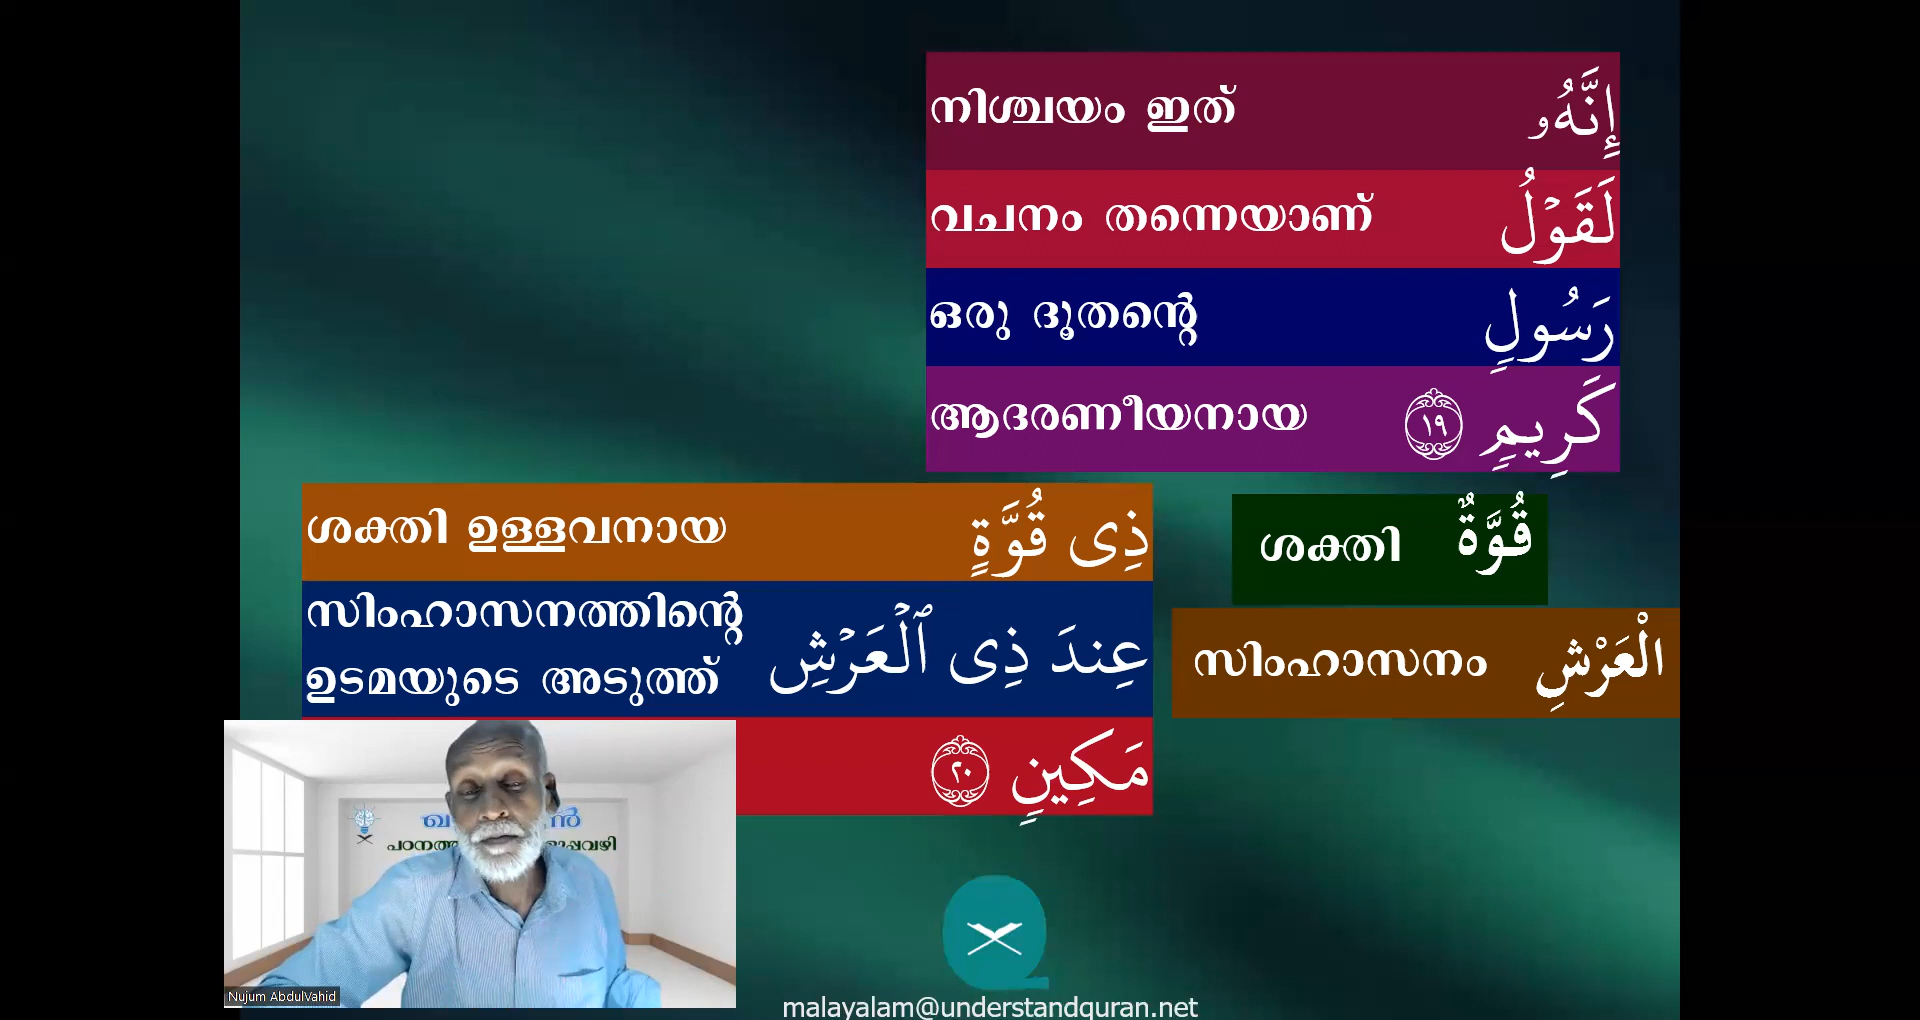 നിശ്ചയം ഇത് إِنَّهُۥ
വചനം തന്നെയാണ് لَقَوۡلُ
ഒരു ദൂതന്റെ رَسُولٍ
ആദരണീയനായ كَرِيمٍ ١٩
ശക്തി ഉള്ളവനായ ذِى قُوَّةٍ
ശക്തി قُوَّةٌ
സിംഹാസനത്തിന്റെ
ഉടമയുടെ അടുത്ത് عِندَ ذِى ٱلۡعَرۡشِ
സിംഹാസനം الْعَرْشِ
مَكِينٍ ٢٠
Nujum AbdulVahid
malayalam@understandquran.net